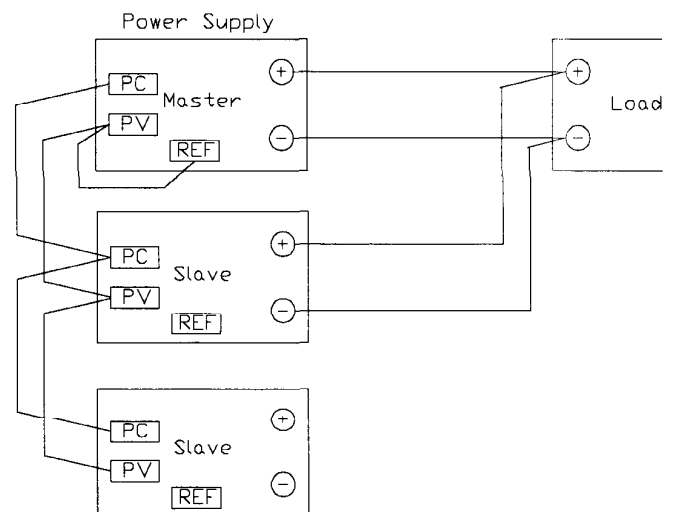 Power Supply
PC
Master
PV
REF
+
-
+
-
Load
PC
Slave
PV
REF
+
-
PC
Slave
PV
REF
+
-